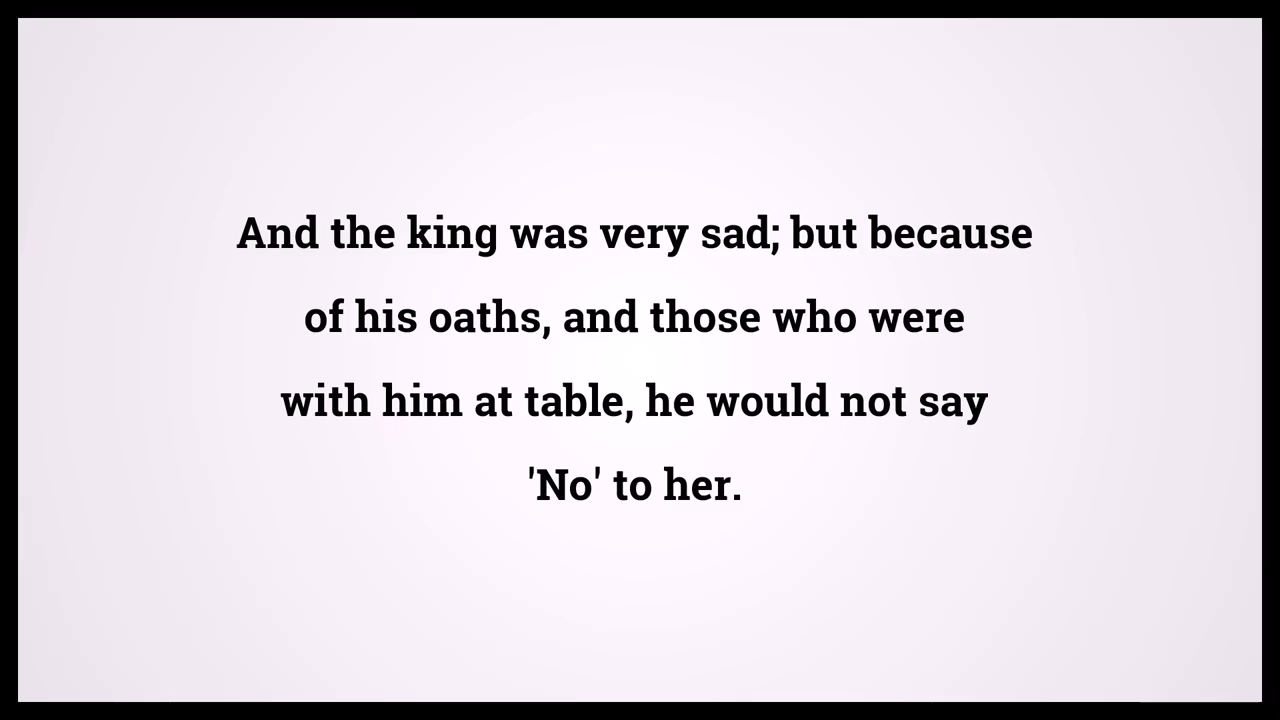 And the king was very sad; but because
of his oaths, and those who were
with him at table, he would not say
'No' to her.